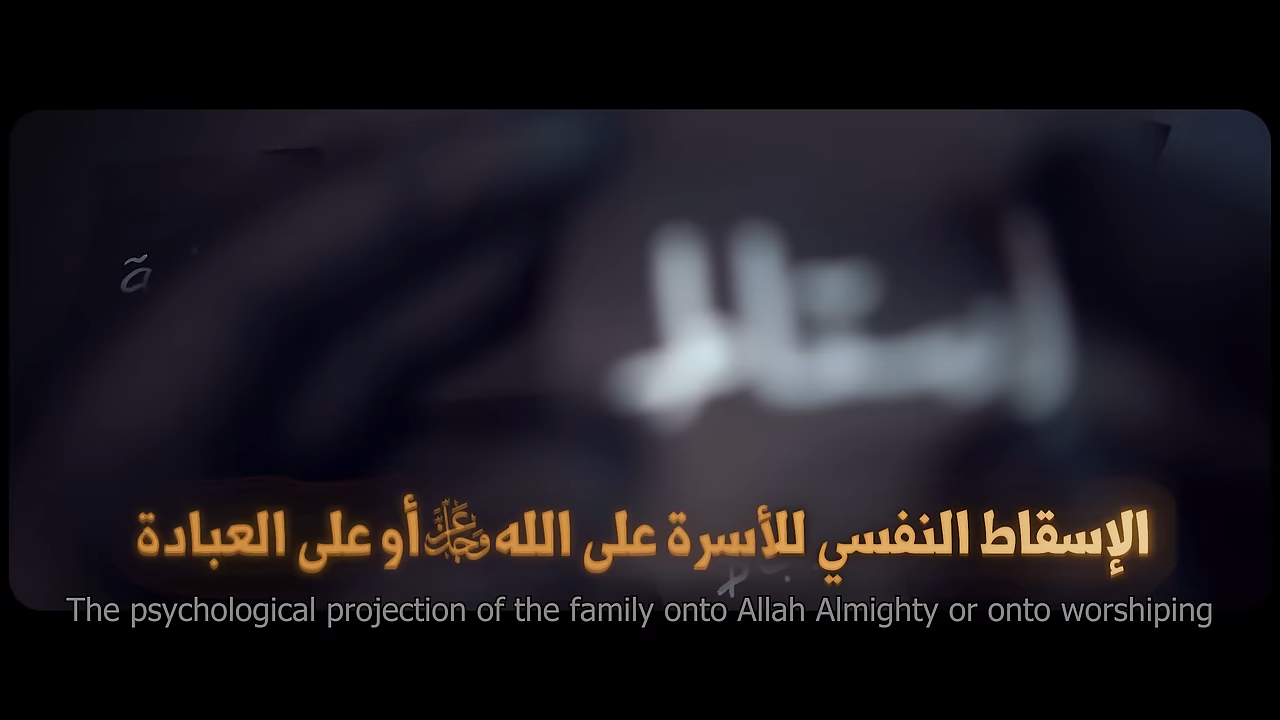 الإسقاط النفسي للأسرة على الله ﷻ أو على العبادة
The psychological projection of the family onto Allah Almighty or onto worshiping